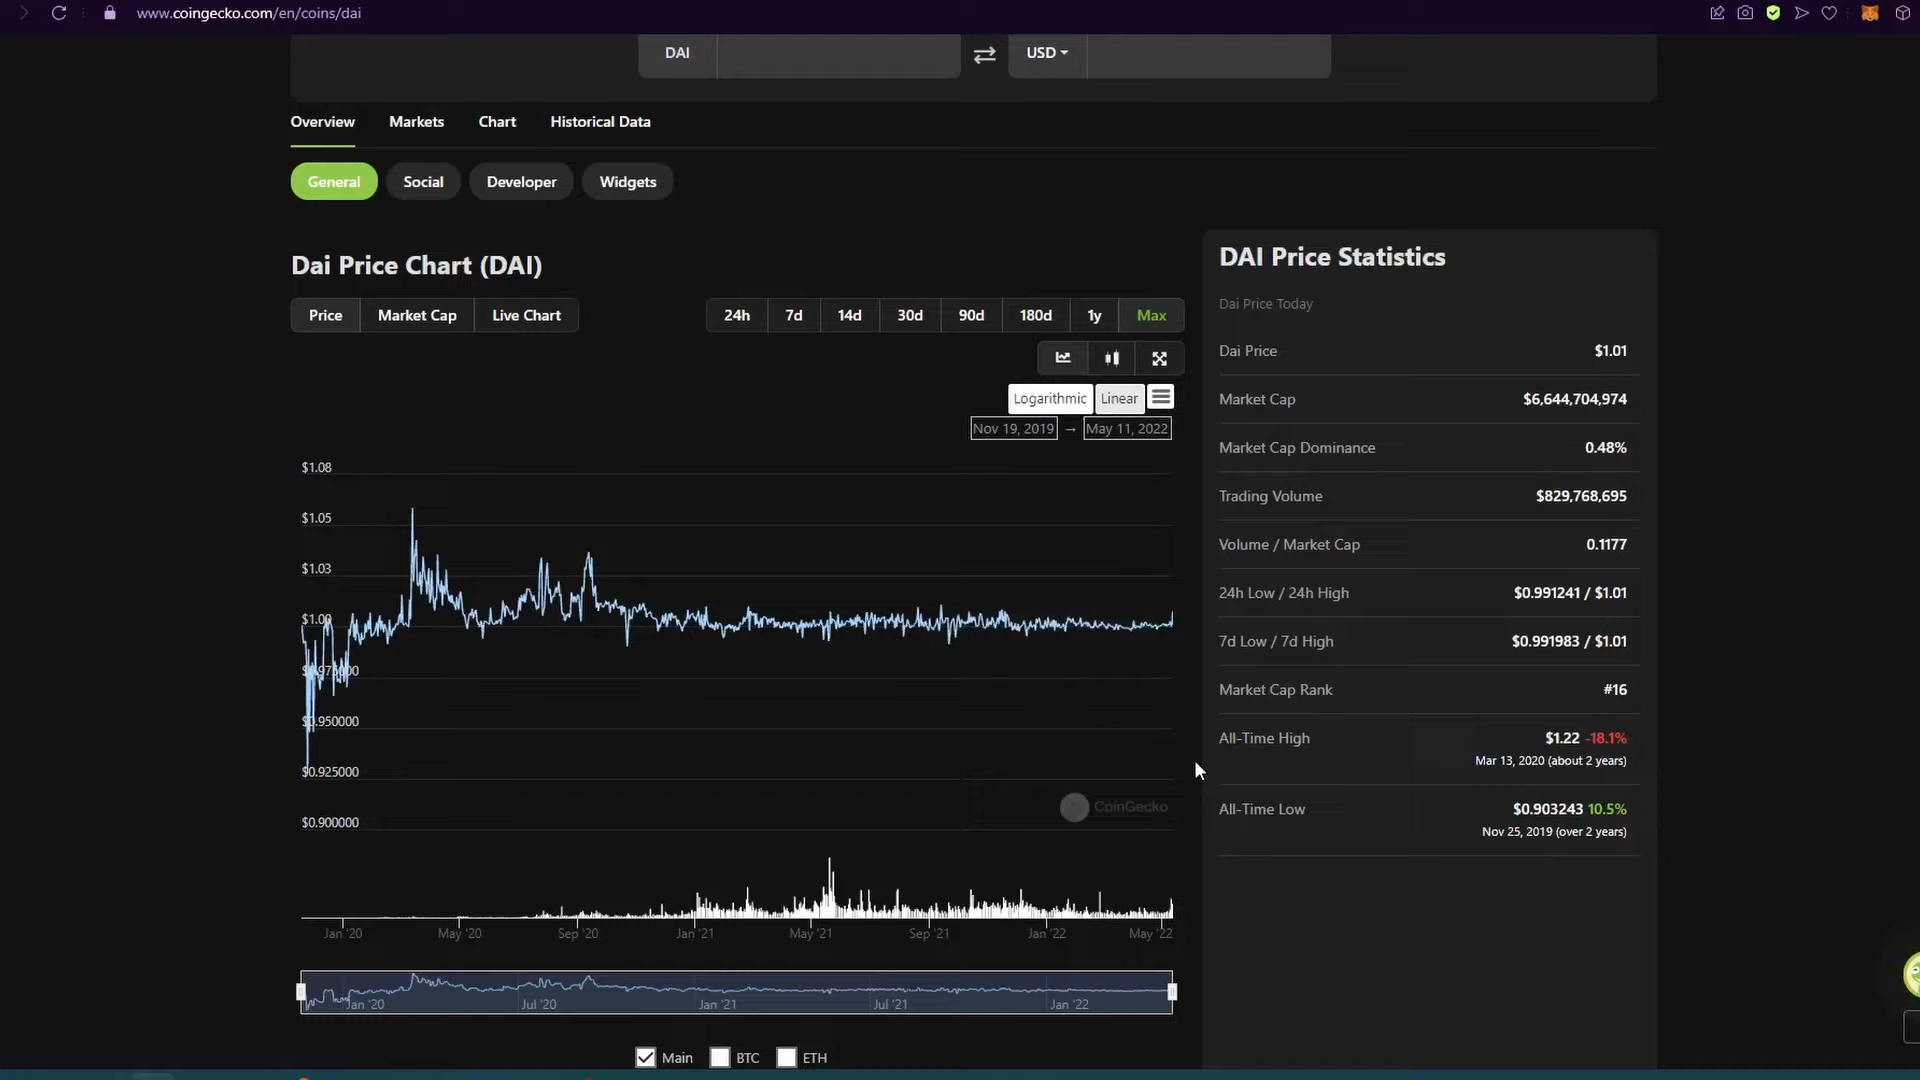 www.coingecko.com/en/coins/dai
DAI
USD
Overview
Markets
Chart
Historical Data
General
Social
Developer
Widgets
Dai Price Chart (DAI)
Price
Market Cap
Live Chart
24h
7d
14d
30d
90d
180d
1y
Max
Logarithmic
Linear
Nov 19, 2019 → May 11, 2022
$1.08
$1.05
$1.03
$1.00
$0.975000
$0.950000
$0.925000
$0.900000
CoinGecko
Jan '20
May '20
Sep '20
Jan '21
May '21
Sep '21
Jan '22
May '22
Jan '20
Jul '20
Jan '21
Jul '21
Jan '22
Main
BTC
ETH
DAI Price Statistics
Dai Price Today
Dai Price $1.01
Market Cap $6,644,704,974
Market Cap Dominance 0.48%
Trading Volume $829,768,695
Volume / Market Cap 0.1177
24h Low / 24h High $0.991241 / $1.01
7d Low / 7d High $0.991983 / $1.01
Market Cap Rank #16
All-Time High $1.22 -18.1%
Mar 13, 2020 (about 2 years)
All-Time Low $0.903243 10.5%
Nov 25, 2019 (over 2 years)